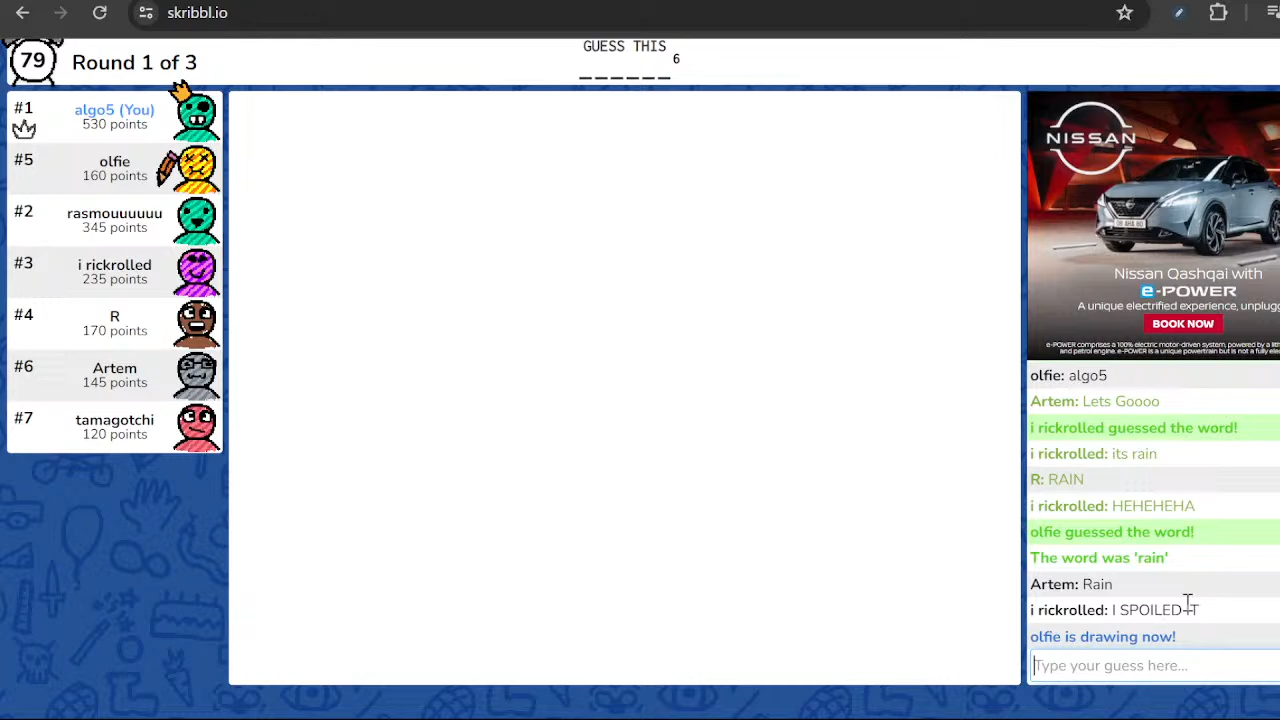 skribbl.io
79
Round 1 of 3
GUESS THIS
______ 6
#1
algo5 (You)
530 points
#5
olfie
160 points
#2
rasmouuuuuu
345 points
#3
i rickrolled
235 points
#4
R
170 points
#6
Artem
145 points
#7
tamagotchi
120 points
NISSAN
Nissan Qashqai with
e-POWER
A unique electrified experience, unplugg
BOOK NOW
olfie: algo5
Artem: Lets Goooo
i rickrolled guessed the word!
i rickrolled: its rain
R: RAIN
i rickrolled: HEHEHEHA
olfie guessed the word!
The word was 'rain'
Artem: Rain
i rickrolled: I SPOILED IT
olfie is drawing now!
Type your guess here...